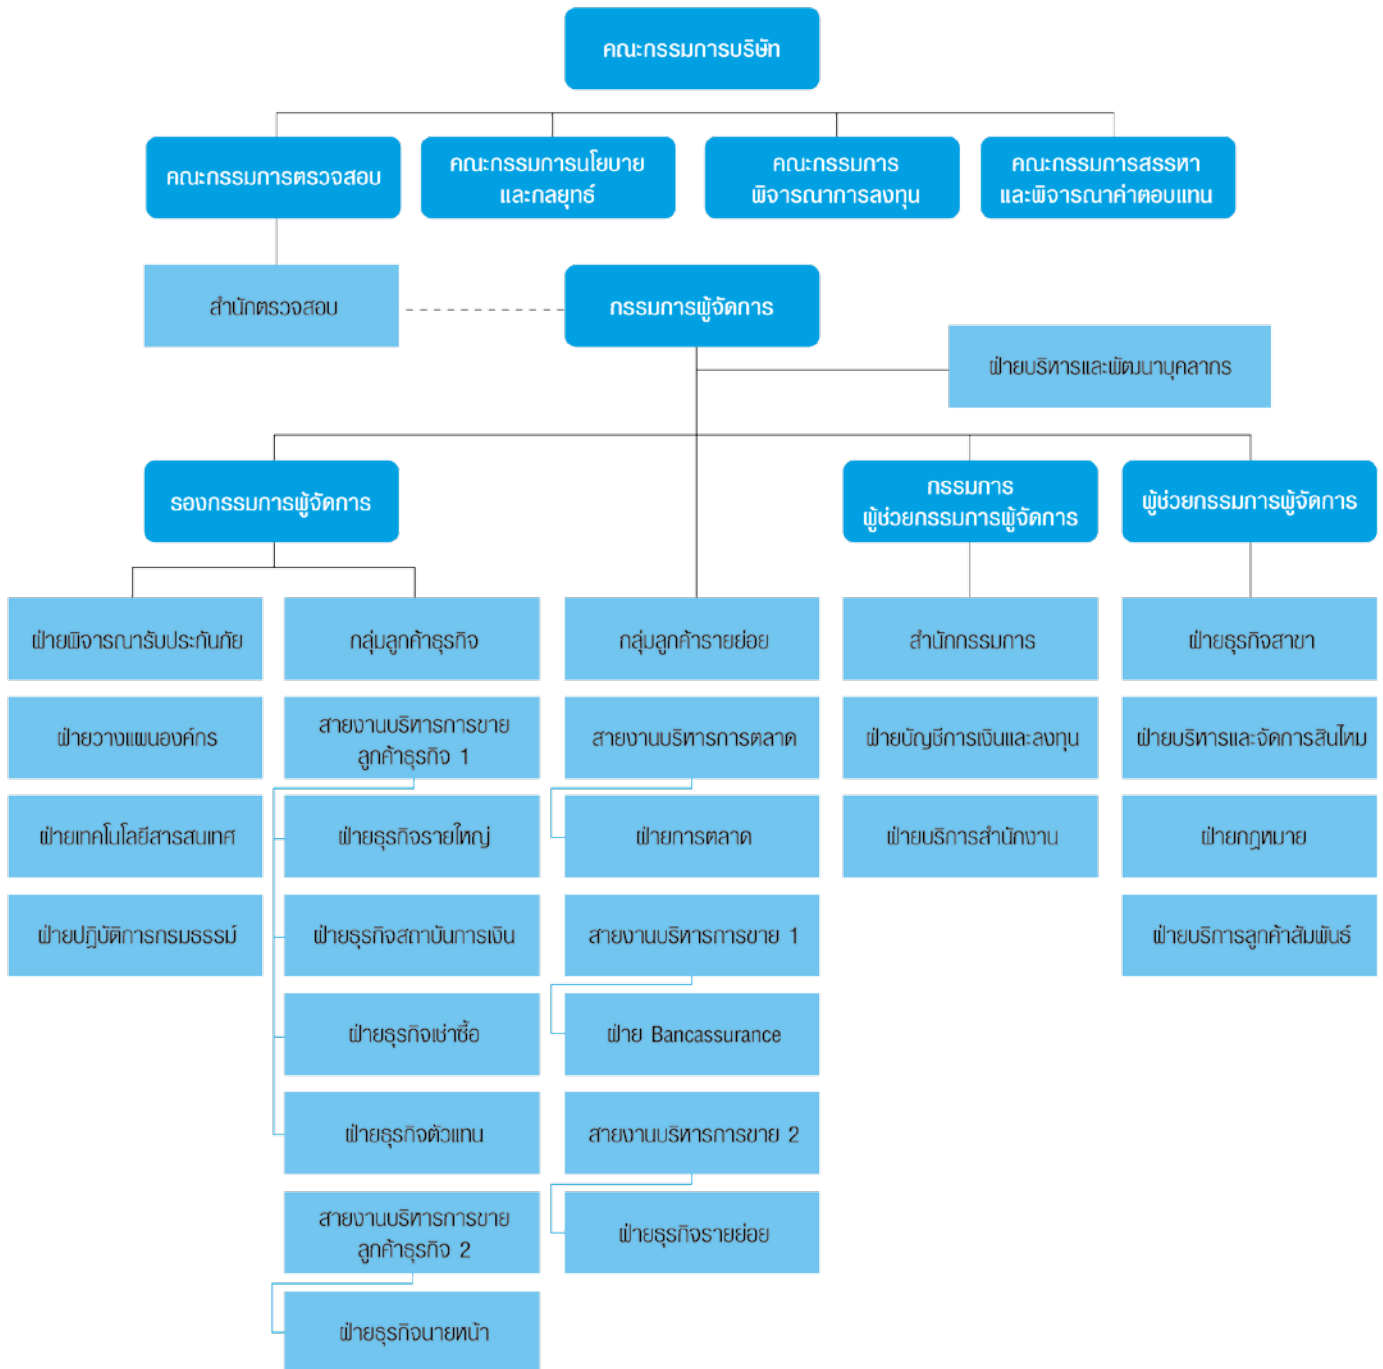 คณะกรรมการบริษัท
คณะกรรมการตรวจสอบ
คณะกรรมการนโยบาย
และกลยุทธ์
คณะกรรมการ
พิจารณาการลงทุน
คณะกรรมการสรรหา
และพิจารณาค่าตอบแทน
สำนักตรวจสอบ
กรรมการผู้จัดการ
ฝ่ายบริหารและพัฒนาบุคลากร
รองกรรมการผู้จัดการ
กรรมการ
ผู้ช่วยกรรมการผู้จัดการ
ผู้ช่วยกรรมการผู้จัดการ
ฝ่ายพิจารณารับประกันภัย
กลุ่มลูกค้าธุรกิจ
กลุ่มลูกค้ารายย่อย
สำนักกรรมการ
ฝ่ายธุรกิจสาขา
ฝ่ายวางแผนองค์กร
สายงานบริหารการขาย
ลูกค้าธุรกิจ 1
สายงานบริหารการตลาด
ฝ่ายบัญชีการเงินและลงทุน
ฝ่ายบริหารและจัดการสินไหม
ฝ่ายเทคโนโลยีสารสนเทศ
ฝ่ายธุรกิจรายใหญ่
ฝ่ายการตลาด
ฝ่ายบริการสำนักงาน
ฝ่ายกฎหมาย
ฝ่ายปฏิบัติการกรมธรรม์
ฝ่ายธุรกิจสถาบันการเงิน
สายงานบริหารการขาย 1
ฝ่ายบริการลูกค้าสัมพันธ์
ฝ่ายธุรกิจเช่าซื้อ
ฝ่าย Bancassurance
ฝ่ายธุรกิจตัวแทน
สายงานบริหารการขาย 2
สายงานบริหารการขาย
ลูกค้าธุรกิจ 2
ฝ่ายธุรกิจรายย่อย
ฝ่ายธุรกิจนายหน้า